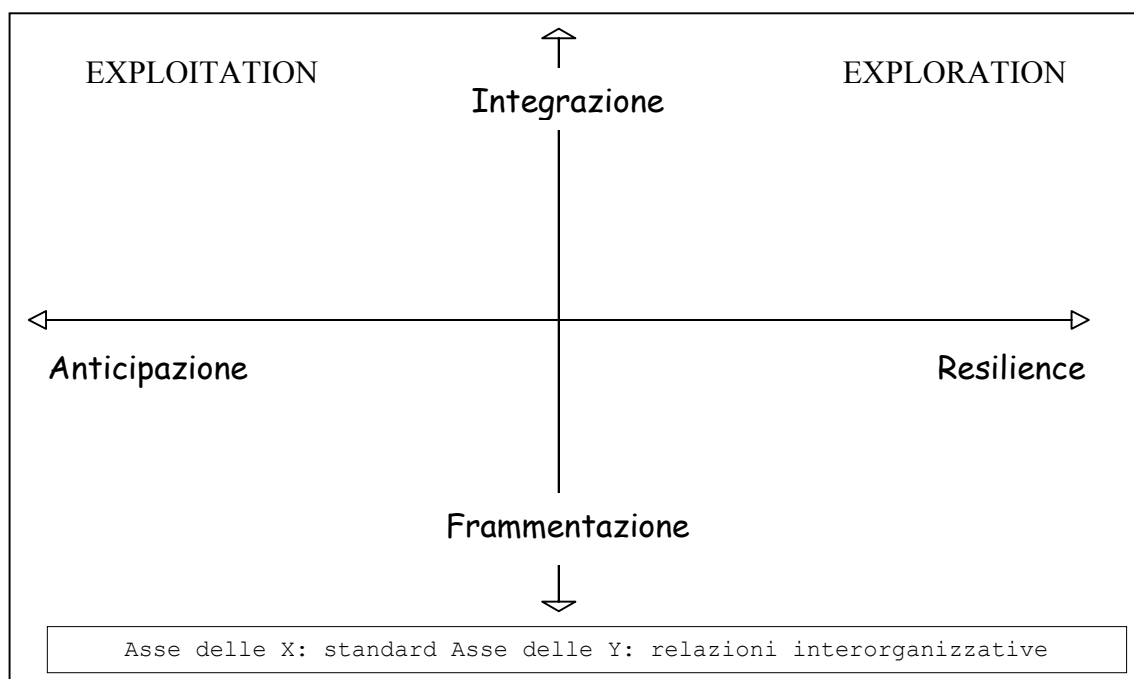 EXPLOITATION
EXPLORATION
Integrazione
Anticipazione
Resilience
Frammentazione
Asse delle X: standard Asse delle Y: relazioni interorganizzative